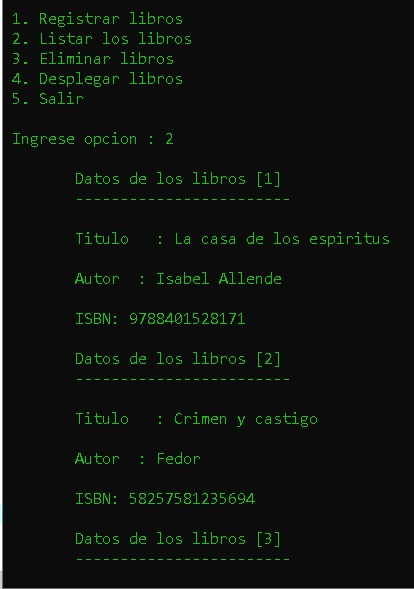 1. Registrar libros
2. Listar los libros
3. Eliminar libros
4. Desplegar libros
5. Salir
Ingrese opcion : 2
Datos de los libros [1]
------------------------
Titulo : La casa de los espiritus
Autor : Isabel Allende
ISBN: 9788401528171
Datos de los libros [2]
------------------------
Titulo : Crimen y castigo
Autor : Fedor
ISBN: 58257581235694
Datos de los libros [3]
------------------------